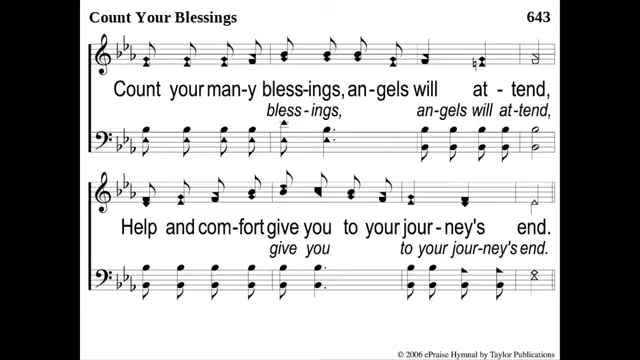 Count Your Blessings 643
Count your man-y bless-ings, an-gels will at - tend,
bless - ings, an-gels will at-tend,
Help and com-fort give you to your jour-ney's end.
give you to your jour-ney's end.
© 2006 ePraise Hymnal by Taylor Publications